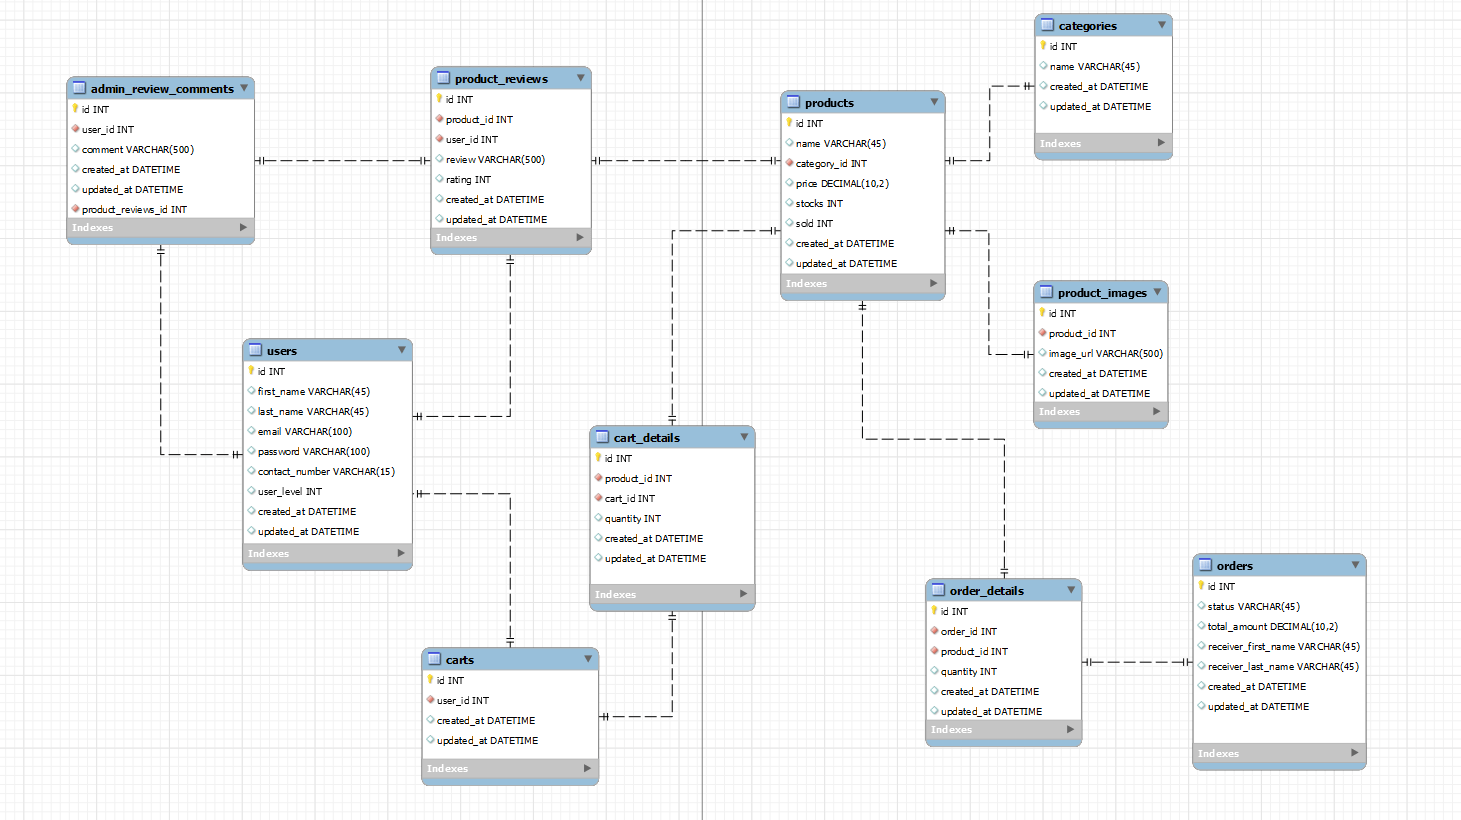 admin_review_comments
id INT
user_id INT
comment VARCHAR(500)
created_at DATETIME
updated_at DATETIME
product_reviews_id INT
Indexes
product_reviews
id INT
product_id INT
user_id INT
review VARCHAR(500)
rating INT
created_at DATETIME
updated_at DATETIME
Indexes
products
id INT
name VARCHAR(45)
category_id INT
price DECIMAL(10,2)
stocks INT
sold INT
created_at DATETIME
updated_at DATETIME
Indexes
categories
id INT
name VARCHAR(45)
created_at DATETIME
updated_at DATETIME
Indexes
product_images
id INT
product_id INT
image_url VARCHAR(500)
created_at DATETIME
updated_at DATETIME
Indexes
users
id INT
first_name VARCHAR(45)
last_name VARCHAR(45)
email VARCHAR(100)
password VARCHAR(100)
contact_number VARCHAR(15)
user_level INT
created_at DATETIME
updated_at DATETIME
Indexes
cart_details
id INT
product_id INT
cart_id INT
quantity INT
created_at DATETIME
updated_at DATETIME
Indexes
carts
id INT
user_id INT
created_at DATETIME
updated_at DATETIME
Indexes
order_details
id INT
order_id INT
product_id INT
quantity INT
created_at DATETIME
updated_at DATETIME
Indexes
orders
id INT
status VARCHAR(45)
total_amount DECIMAL(10,2)
receiver_first_name VARCHAR(45)
receiver_last_name VARCHAR(45)
created_at DATETIME
updated_at DATETIME
Indexes